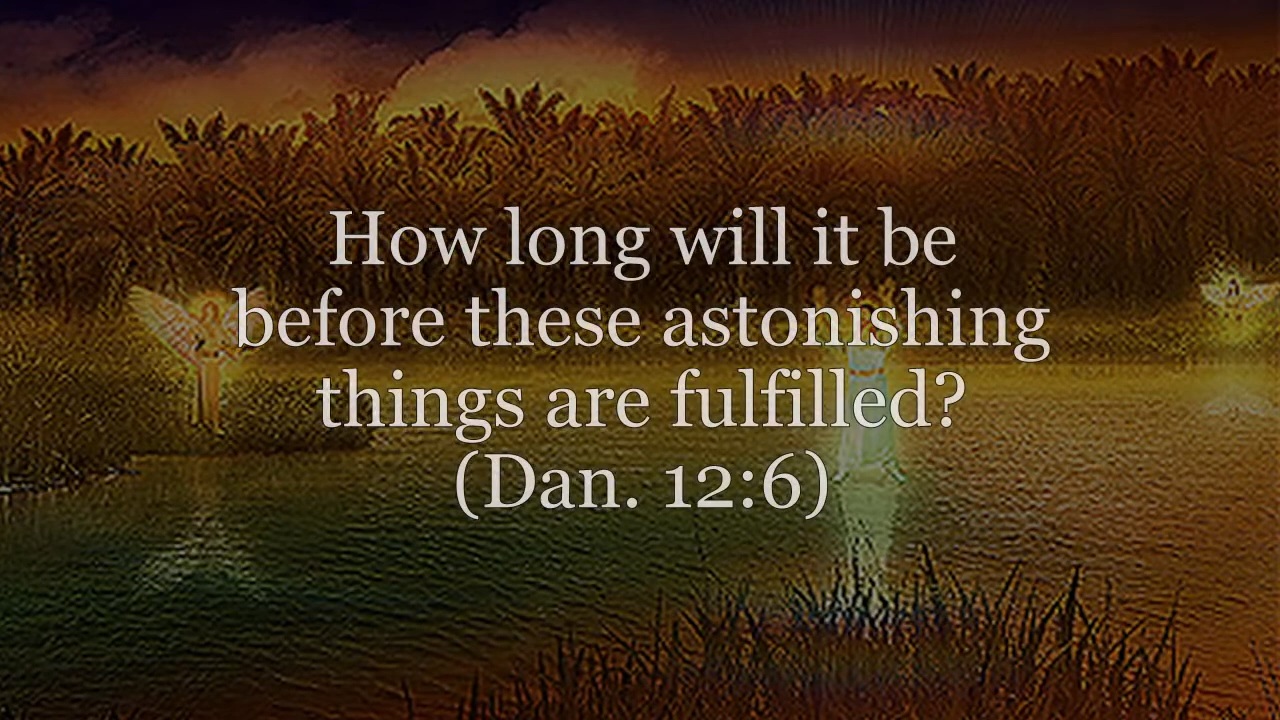 How long will it be
before these astonishing
things are fulfilled?
(Dan. 12:6)